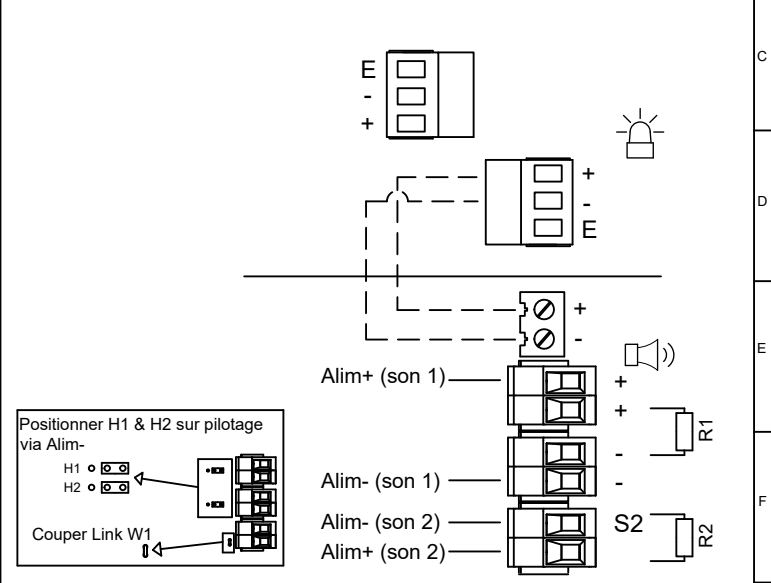 C
E
-
+
+
D
-
E
+
-
E
Alim+ (son 1)
+
+
R1
-
Alim- (son 1)
-
Alim- (son 2)
S2
R2
Alim+ (son 2)
F
Positionner H1 & H2 sur pilotage
via Alim-
H1
H2
Couper Link W1